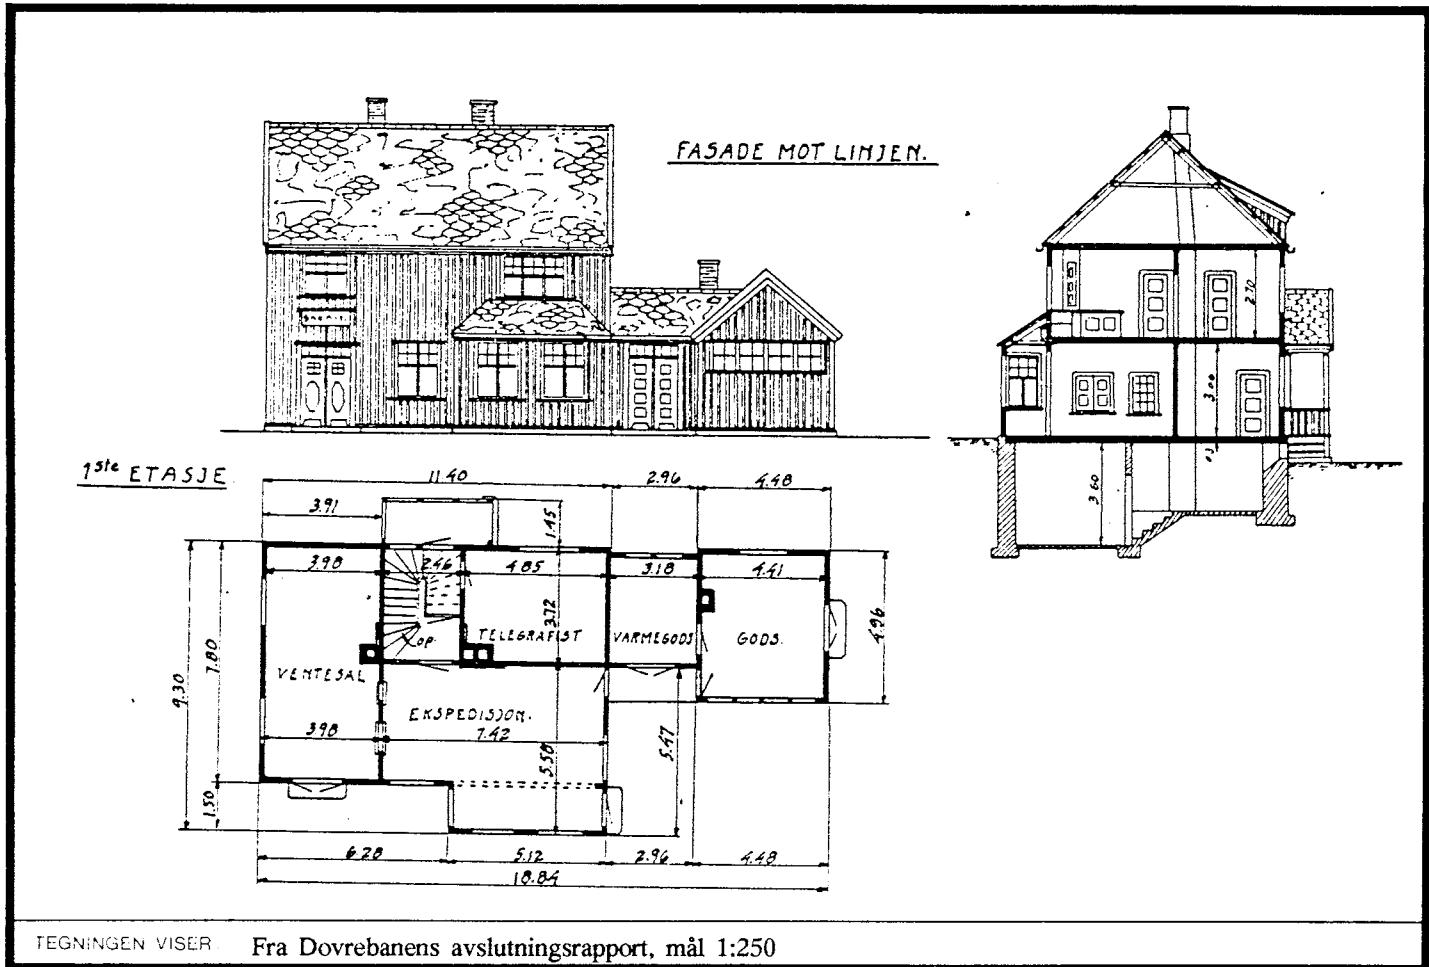 FASADE MOT LINJEN.
2.70
3.00
3.60
1ste ETASJE
11.40 2.96 4.48
3.91
1.45
3.98 2.46 4.85 3.18 4.41
3.72
Kop. TELEGRAFIST VARMEGODS GODS.
4.96
VENTESAL
7.80
9.30
EKSPEDISJON.
3.98 7.42
5.58
5.47
1.50
6.28 5.12 2.96 4.48
18.84
TEGNINGEN VISER Fra Dovrebanens avslutningsrapport, mål 1:250